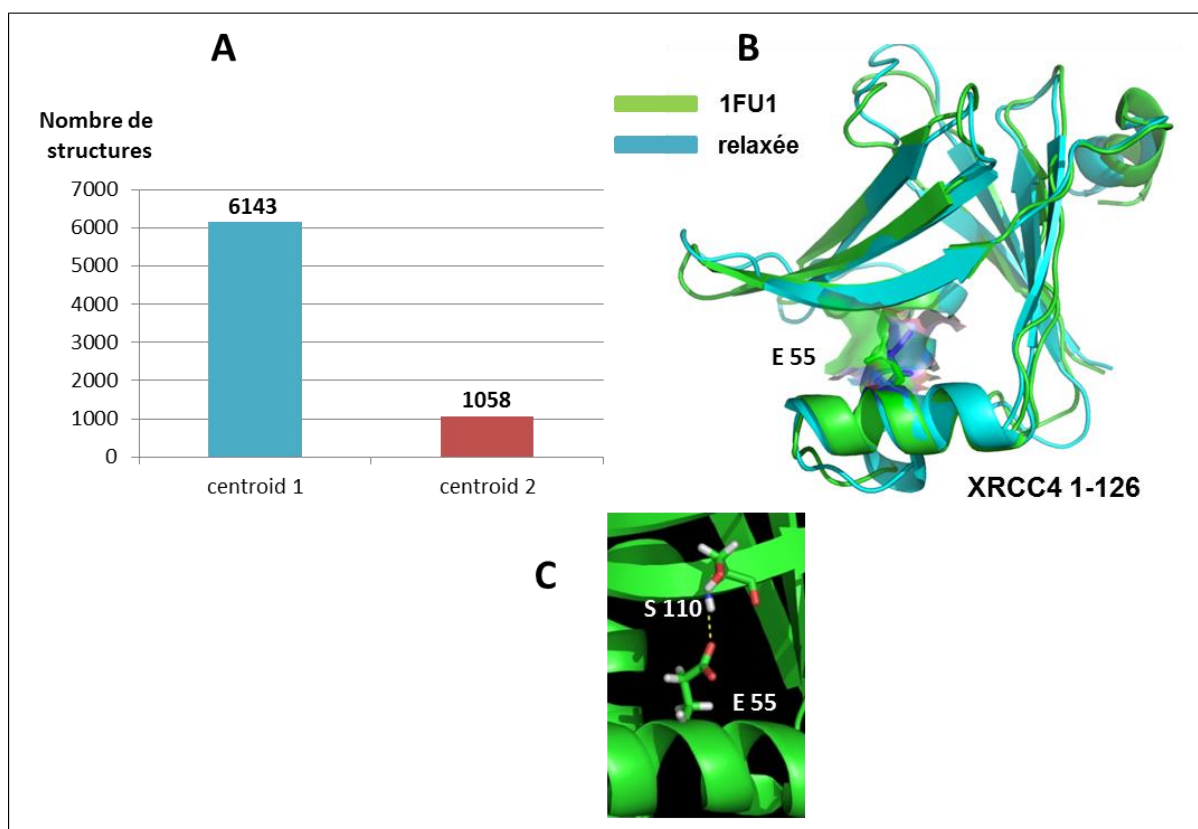 A
Nombre de
structures
7000
6000
5000
4000
3000
2000
1000
0
6143
1058
centroid 1
centroid 2
B
1FU1
relaxée
E 55
XRCC4 1-126
C
S 110
E 55